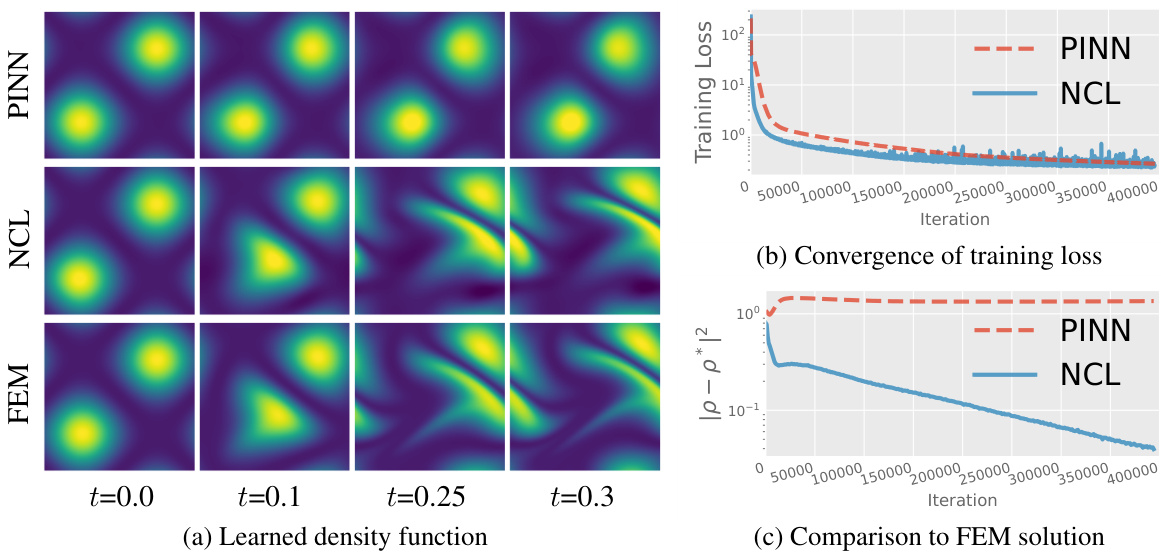 PINN
NCL
FEM
t=0.0
t=0.1
t=0.25
t=0.3
(a) Learned density function
Training Loss
10²
10¹
10⁰
PINN
NCL
0
50000
100000
150000
200000
250000
300000
350000
400000
Iteration
(b) Convergence of training loss
|ρ − ρ*|²
10⁰
10⁻¹
PINN
NCL
0
50000
100000
150000
200000
250000
300000
350000
400000
Iteration
(c) Comparison to FEM solution